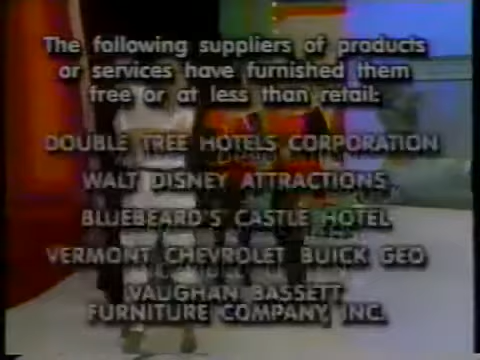 The following suppliers of products
or services have furnished them
free or at less than retail:
DOUBLE TREE HOTELS CORPORATION
WALT DISNEY ATTRACTIONS
BLUEBEARD'S CASTLE HOTEL
VERMONT CHEVROLET BUICK GEO
VAUGHAN BASSETT
FURNITURE COMPANY, INC.